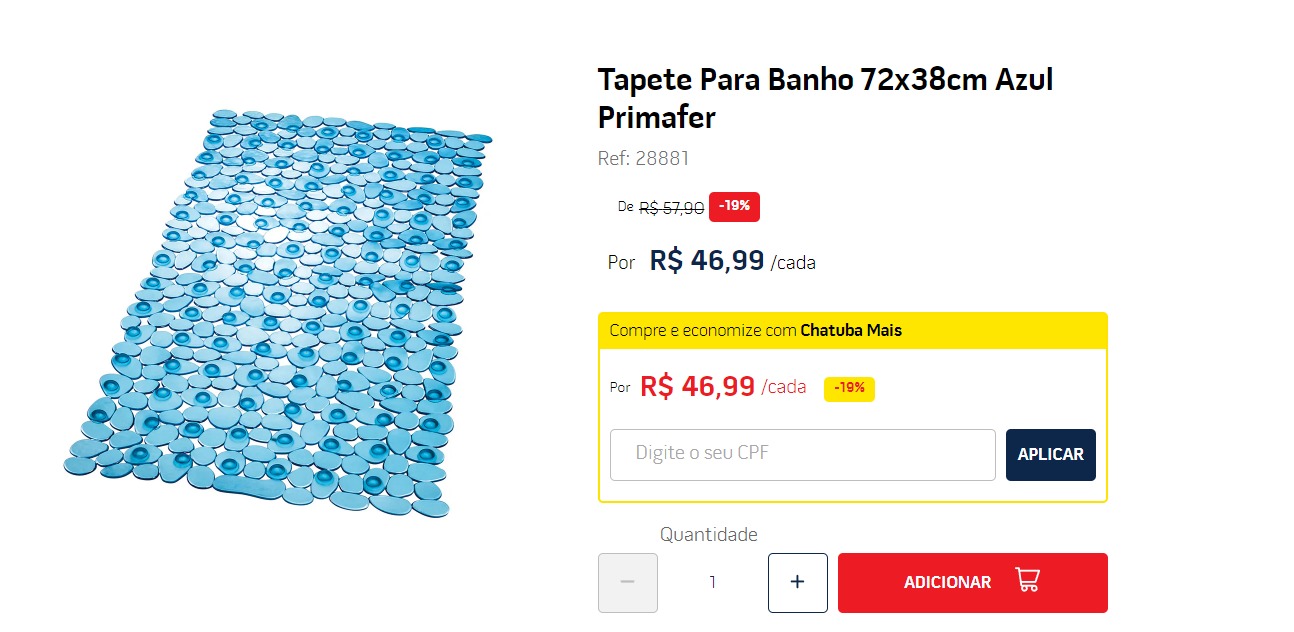 Tapete Para Banho 72x38cm Azul
Primafer
Ref: 28881
De R$ 57,90 -19%
Por R$ 46,99 /cada
Compre e economize com Chatuba Mais
Por R$ 46,99 /cada -19%
Digite o seu CPF APLICAR
Quantidade
− 1 + ADICIONAR